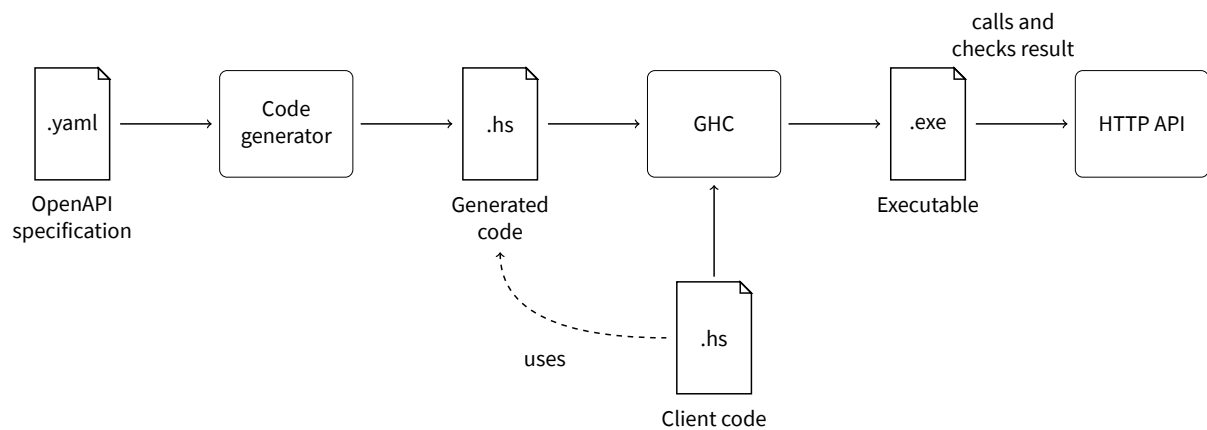 calls and
checks result
.yaml
Code
generator
.hs
GHC
.exe
HTTP API
OpenAPI
specification
Generated
code
Executable
.hs
uses
Client code